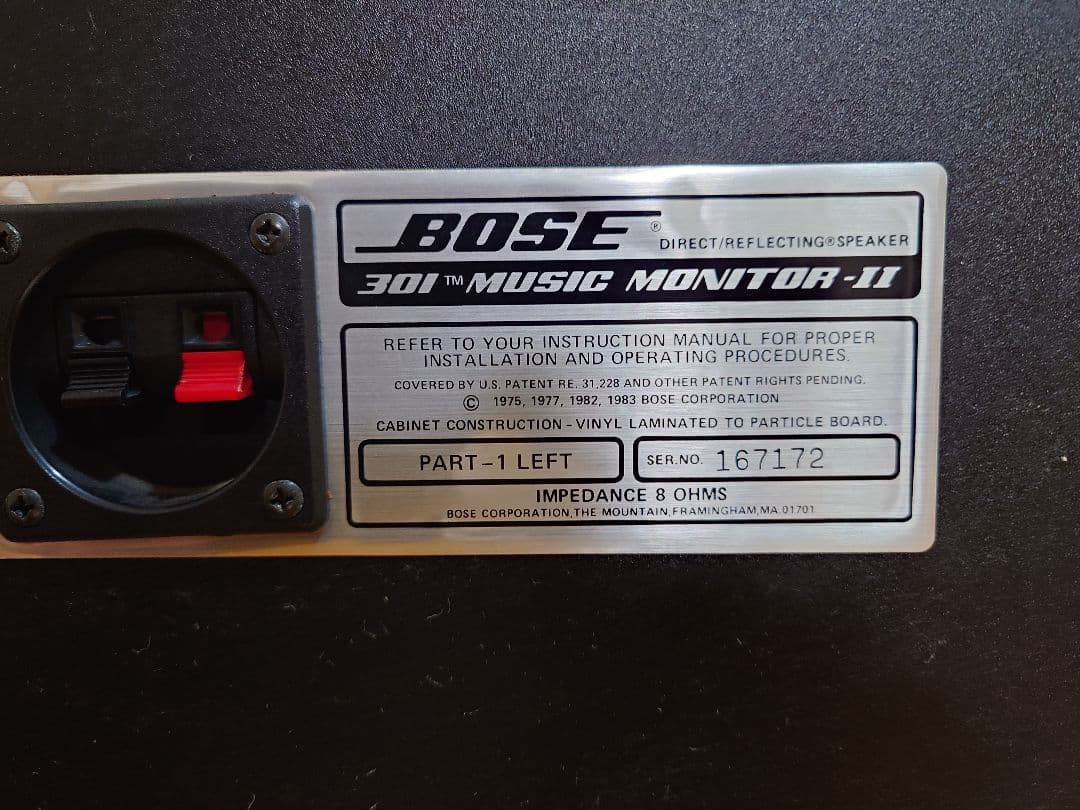 BOSE®
DIRECT/REFLECTING®SPEAKER
301™ MUSIC MONITOR-II
REFER TO YOUR INSTRUCTION MANUAL FOR PROPER
INSTALLATION AND OPERATING PROCEDURES.
COVERED BY U.S. PATENT RE. 31,228 AND OTHER PATENT RIGHTS PENDING.
© 1975, 1977, 1982, 1983 BOSE CORPORATION
CABINET CONSTRUCTION - VINYL LAMINATED TO PARTICLE BOARD.
PART-1 LEFT
SER.NO. 167172
IMPEDANCE 8 OHMS
BOSE CORPORATION,THE MOUNTAIN,FRAMINGHAM,MA.01701